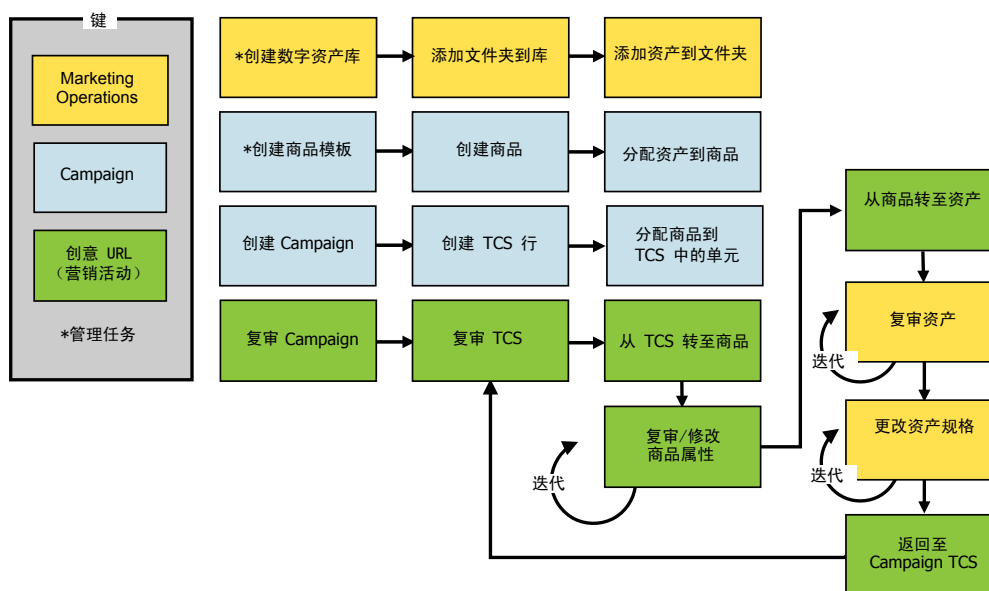 键
Marketing
Operations
Campaign
创意 URL
（营销活动）
*管理任务
*创建数字资产库
添加文件夹到库
添加资产到文件夹
*创建商品模板
创建商品
分配资产到商品
创建 Campaign
创建 TCS 行
分配商品到
TCS 中的单元
复审 Campaign
复审 TCS
从 TCS 转至商品
复审/修改
商品属性
迭代
从商品转至资产
复审资产
迭代
更改资产规格
迭代
返回至
Campaign TCS